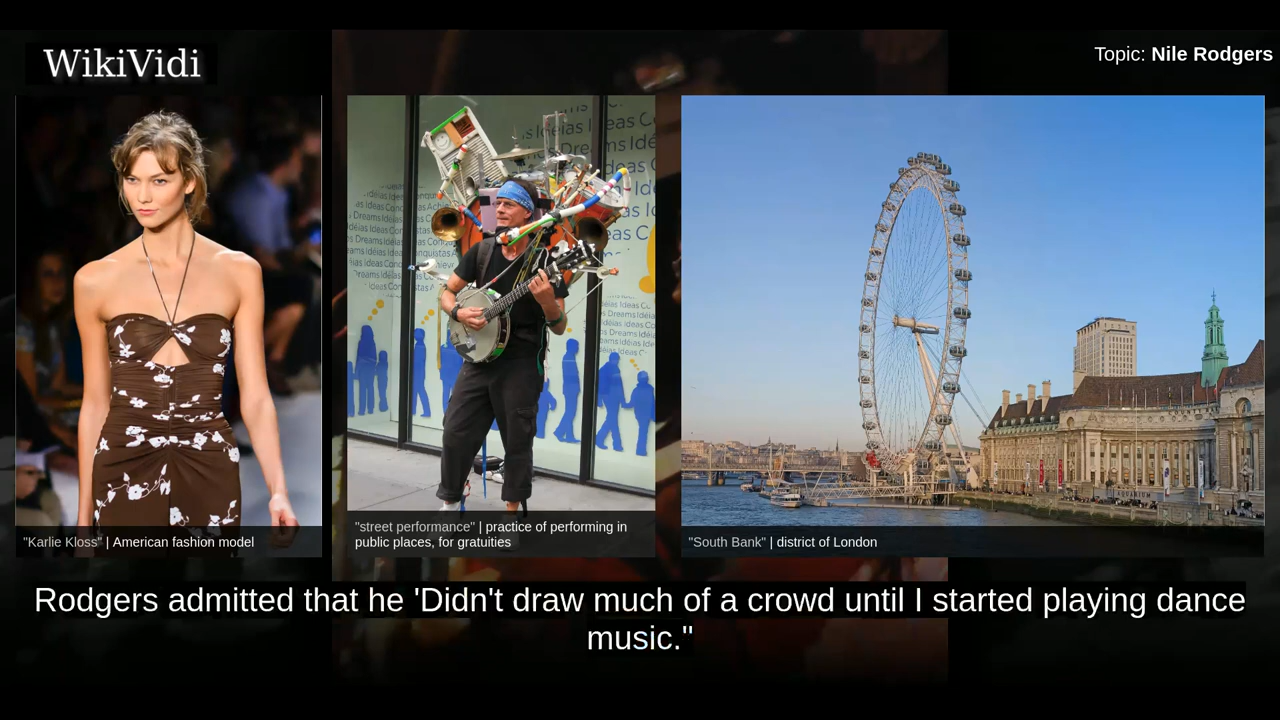 WikiVidi
Topic: Nile Rodgers
"Karlie Kloss" | American fashion model
"street performance" | practice of performing in
public places, for gratuities
"South Bank" | district of London
Rodgers admitted that he 'Didn't draw much of a crowd until I started playing dance
music."